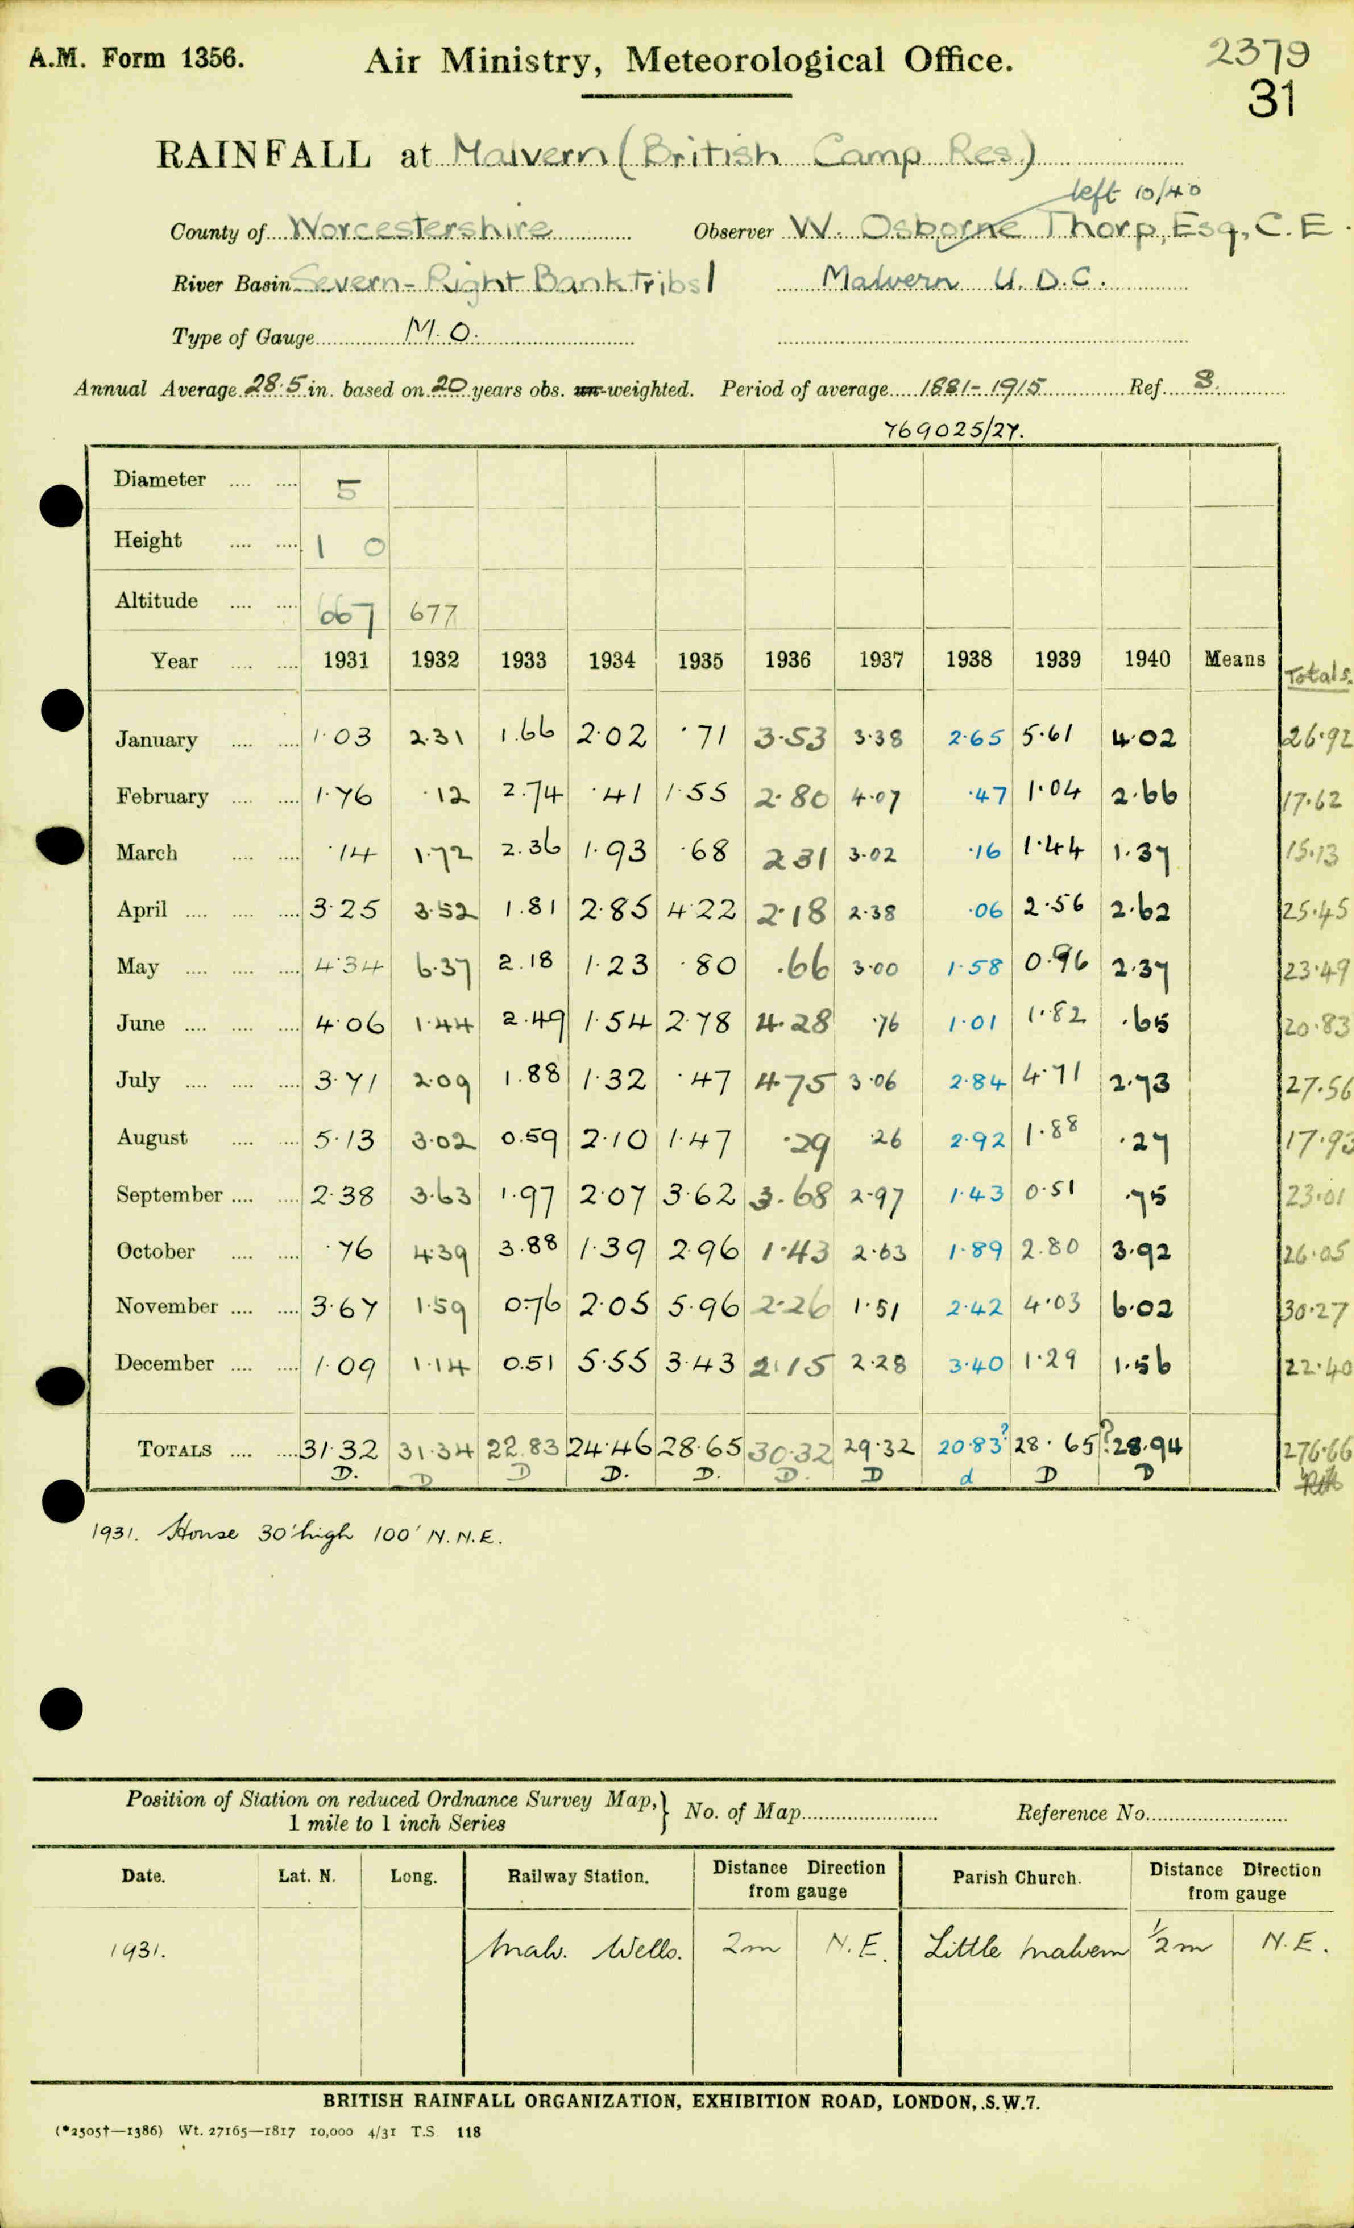 A.M. Form 1356.
Air Ministry, Meteorological Office.
2379
31
RAINFALL at Malvern (British Camp Res.)
left 10/40
County of Worcestershire Observer W. Osborne Thorp, Esq., C.E.
River Basin Severn - Right Bank Tribs 1 Malvern U.D.C.
Type of Gauge M.O.
Annual Average 28.5 in. based on 20 years obs. un-weighted. Period of average 1881-1915 Ref. S.
769025/27.
Diameter .... .... 5
Height .... .... 1 0
Altitude .... .... 667 677
Year .... .... 1931 1932 1933 1934 1935 1936 1937 1938 1939 1940 Means Totals.
January .... .... 1.03 2.31 1.66 2.02 .71 3.53 3.38 2.65 5.61 4.02 26.92
February .... .... 1.76 .12 2.74 .41 1.55 2.80 4.07 .47 1.04 2.66 17.62
March .... .... .14 1.72 2.36 1.93 .68 2 31 3.02 .16 1.44 1.37 15.13
April .... .... .... 3.25 3.52 1.81 2.85 4.22 2.18 2.38 .06 2.56 2.62 25.45
May .... .... .... 4.34 6.37 2.18 1.23 .80 .66 3.00 1.58 0.96 2.37 23.49
June .... .... .... 4.06 1.44 2.49 1.54 2.78 4.28 .76 1.01 1.82 .65 20.83
July .... .... .... 3.71 2.09 1.88 1.32 .47 4.75 3.06 2.84 4.71 2.73 27.56
August .... .... 5.13 3.02 0.59 2.10 1.47 .29 .26 2.92 1.88 .27 17.93
September .... .... 2.38 3.63 1.97 2.07 3.62 3.68 2.97 1.43 0.51 .75 23.01
October .... .... .76 4.39 3.88 1.39 2.96 1.43 2.63 1.89 2.80 3.92 26.05
November .... .... 3.67 1.59 0.76 2.05 5.96 2.26 1.51 2.42 4.03 6.02 30.27
December .... .... 1.09 1.14 0.51 5.55 3.43 2.15 2.28 3.40 1.29 1.56 22.40
TOTALS .... .... 31.32 31.34 22.83 24.46 28.65 30.32 29.32 20.83? 28.65? 28.94 276.66
D. D D D. D. D. D d D D
1931. House 30' high 100' N.N.E.
Position of Station on reduced Ordnance Survey Map,
1 mile to 1 inch Series
No. of Map Reference No.
Date. Lat. N. Long. Railway Station. Distance Direction from gauge Parish Church. Distance Direction from gauge
1931. Malv. Wells. 2m N.E. Little Malvern 1/2m N.E.
BRITISH RAINFALL ORGANIZATION, EXHIBITION ROAD, LONDON, S.W.7.
(*2505†—1386) Wt. 27165—1817 10,000 4/31 T.S 118